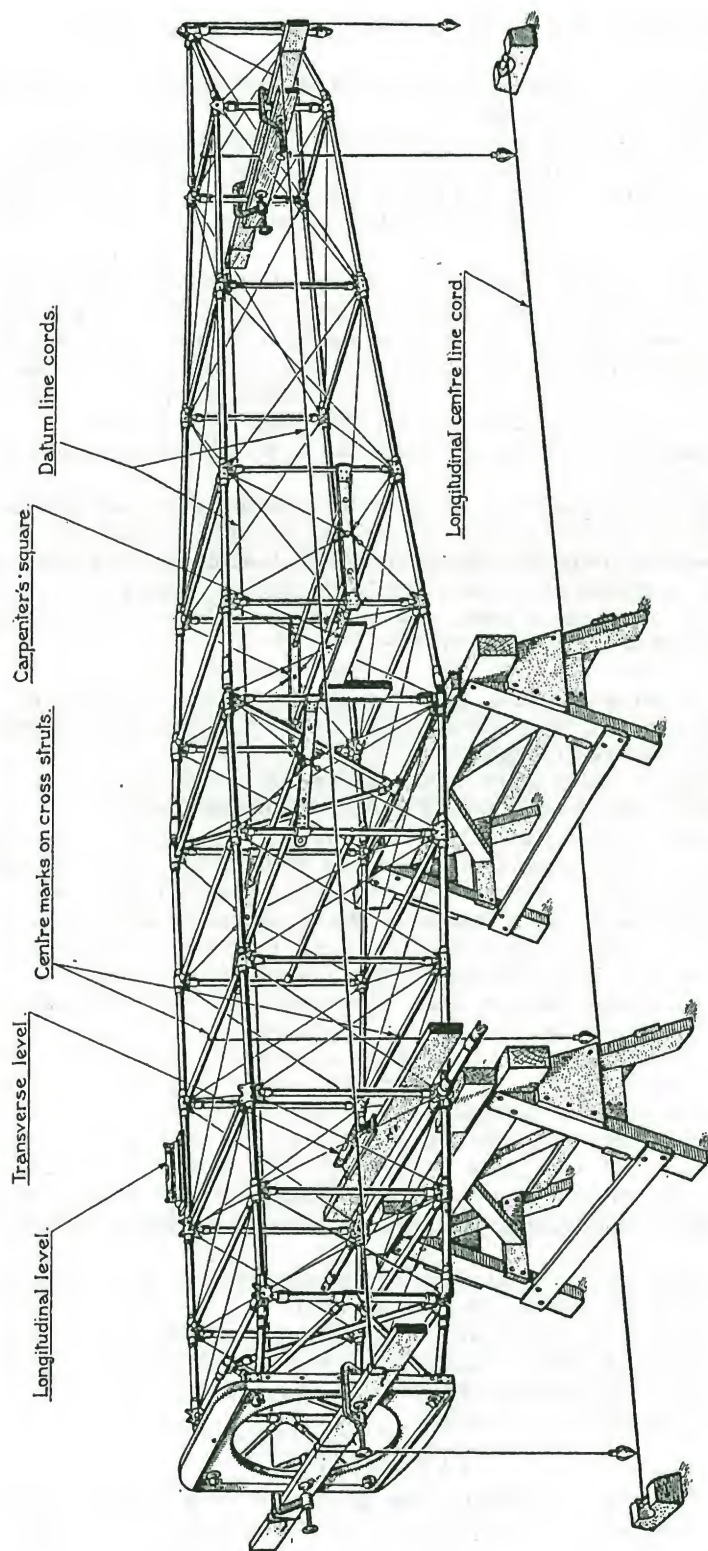 Longitudinal level.
Transverse level.
Centre marks on cross struts.
Carpenter's square.
Datum line cords.
Longitudinal centre line cord.